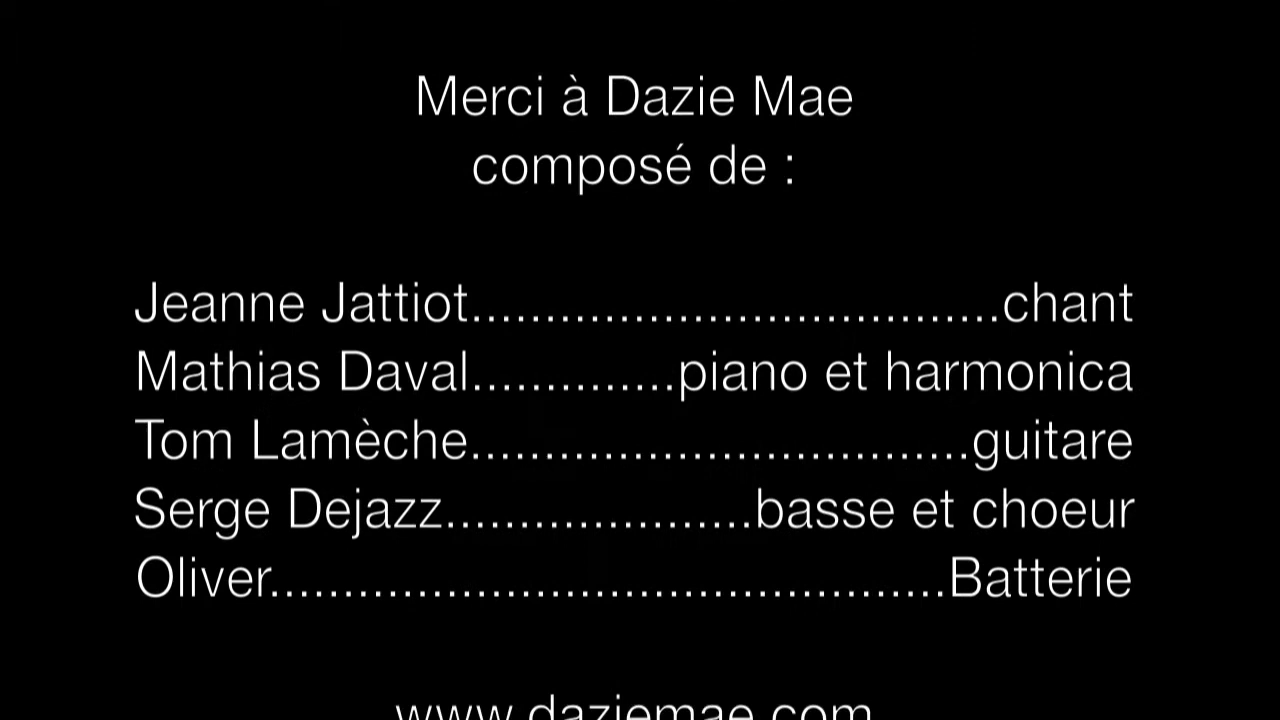 Merci à Dazie Mae
composé de :
Jeanne Jattiot....................................chant
Mathias Daval..............piano et harmonica
Tom Lamèche..................................guitare
Serge Dejazz.....................basse et choeur
Oliver..............................................Batterie
www.daziemae.com